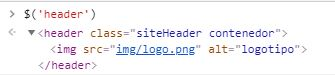 > $('header')
<· ▼<header class="siteHeader contenedor">
<img src="img/logo.png" alt="logotipo">
</header>